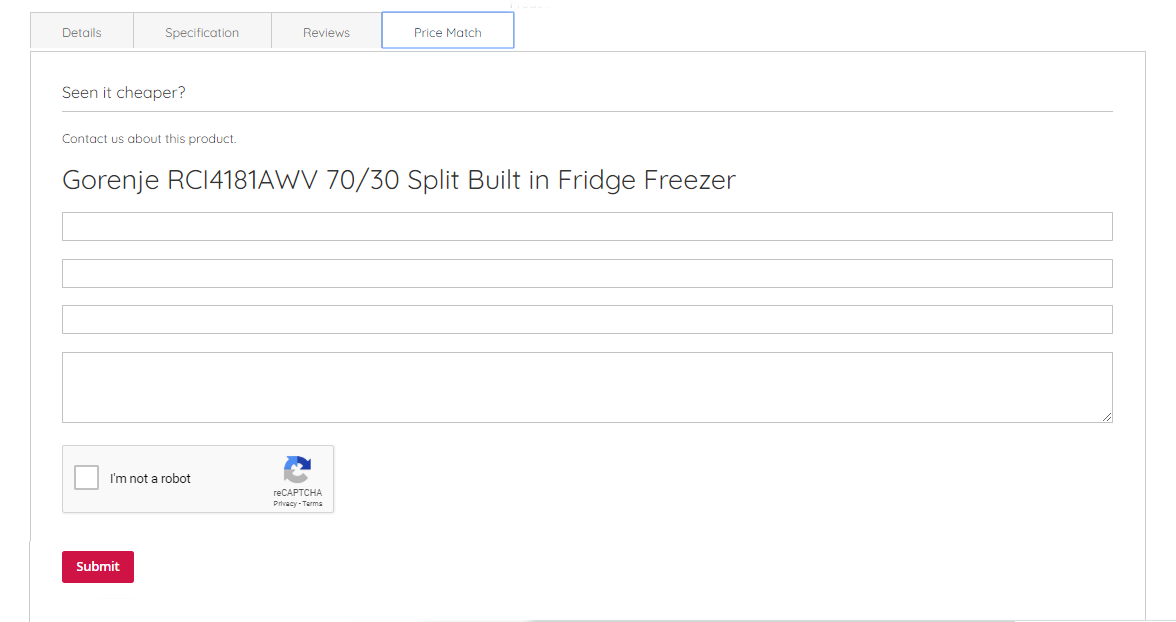 Details Specification Reviews Price Match
Seen it cheaper?
Contact us about this product.
Gorenje RCI4181AWV 70/30 Split Built in Fridge Freezer
I'm not a robot
reCAPTCHA
Privacy - Terms
Submit